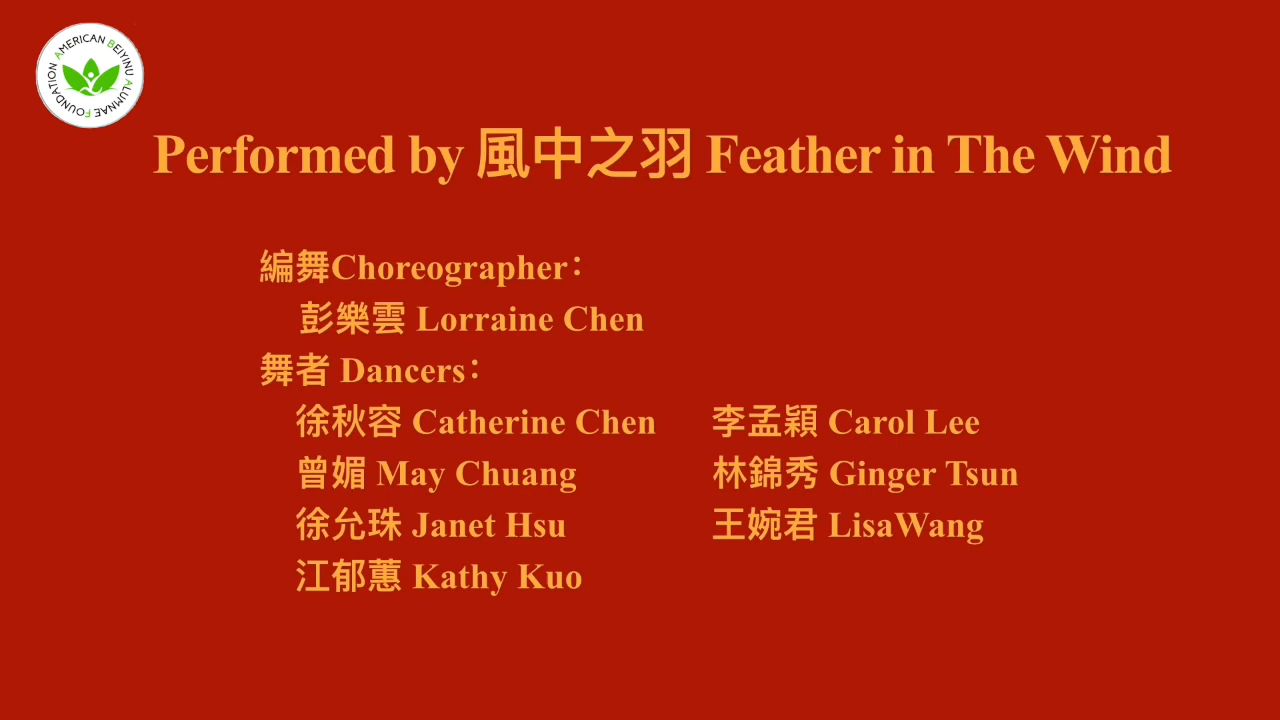 AMERICAN BEIYINU ALUMNAE FOUNDATION
Performed by 風中之羽 Feather in The Wind
編舞Choreographer：
彭樂雲 Lorraine Chen
舞者 Dancers：
徐秋容 Catherine Chen 李孟穎 Carol Lee
曾媚 May Chuang 林錦秀 Ginger Tsun
徐允珠 Janet Hsu 王婉君 LisaWang
江郁蕙 Kathy Kuo